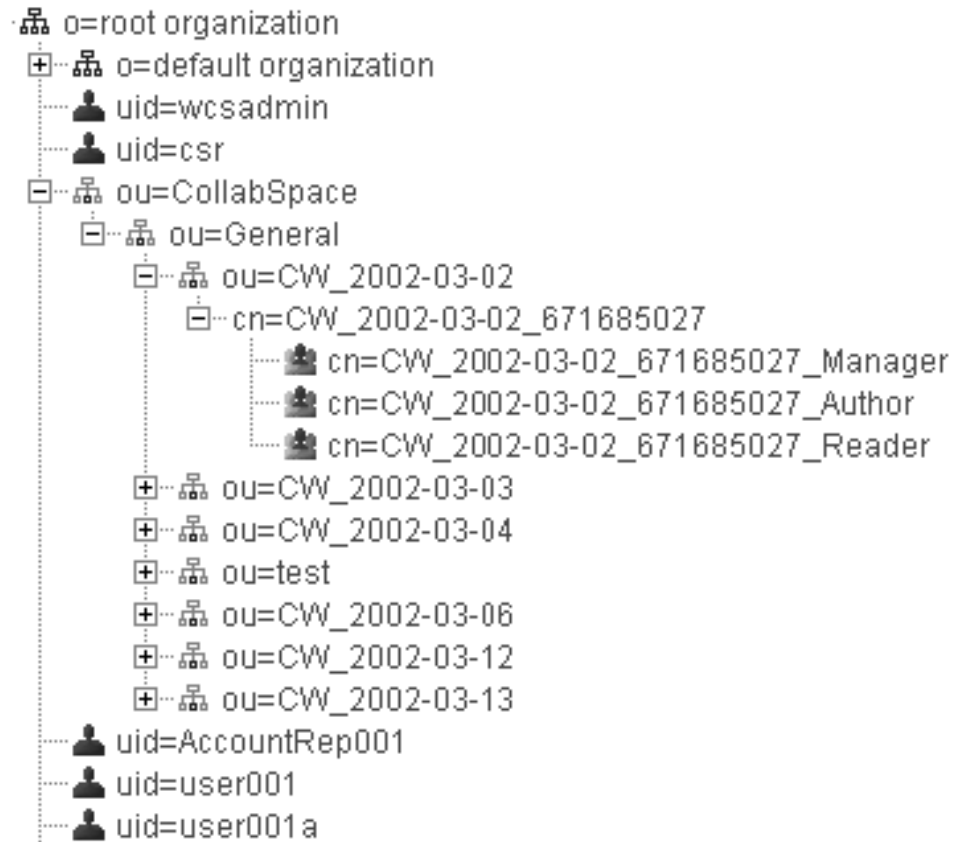 o=root organization
o=default organization
uid=wcsadmin
uid=csr
ou=CollabSpace
ou=General
ou=CW_2002-03-02
cn=CW_2002-03-02_671685027
cn=CW_2002-03-02_671685027_Manager
cn=CW_2002-03-02_671685027_Author
cn=CW_2002-03-02_671685027_Reader
ou=CW_2002-03-03
ou=CW_2002-03-04
ou=test
ou=CW_2002-03-06
ou=CW_2002-03-12
ou=CW_2002-03-13
uid=AccountRep001
uid=user001
uid=user001a